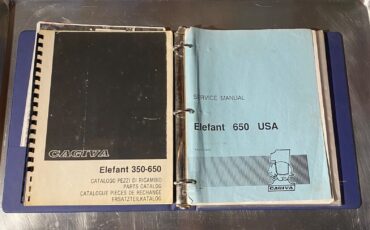 CAGIVA
Elefant 350-650
CATALOGO PEZZI DI RICAMBIO
PARTS CATALOG
CATALOGUE PIECES DE RECHANGE
ERSATZTEILKATALOG
SERVICE MANUAL
Elefant 650 USA
CAGIVA